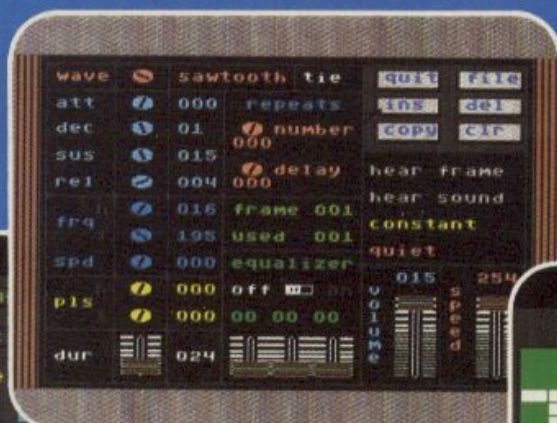 wave sawtooth tie quit file
att 000 repeats ins del
dec 01 number copy clr
000
sus 015 delay hear frame
rel 004 000
hear sound
frq 016 frame 001 constant
195 used 001 quiet
spd 000 equalizer
015 254
pls 000 off on volume speed
000 00 00 00
dur 024